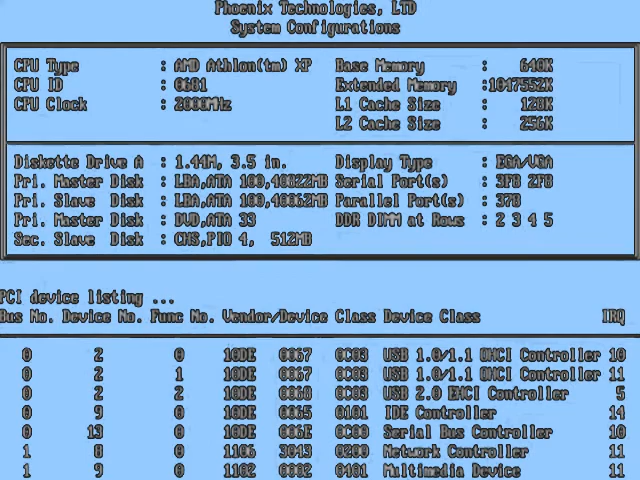 Phoenix Technologies, LTD
System Configurations
CPU Type : AMD Athlon(tm) XP Base Memory : 640K
CPU ID : 0681 Extended Memory :1047552K
CPU Clock : 2000MHz L1 Cache Size : 128K
L2 Cache Size : 256K
Diskette Drive A : 1.44M, 3.5 in. Display Type : EGA/VGA
Pri. Master Disk : LBA,ATA 100,40822MB Serial Port(s) : 3F8 2F8
Pri. Slave Disk : LBA,ATA 100,40062MB Parallel Port(s) : 378
Pri. Master Disk : DVD,ATA 33 DDR DIMM at Rows : 2 3 4 5
Sec. Slave Disk : CHS,PIO 4, 512MB
PCI device listing ...
Bus No. Device No. Func No. Vendor/Device Class Device Class IRQ
0 2 0 10DE 0067 0C03 USB 1.0/1.1 OHCI Controller 10
0 2 1 10DE 0067 0C03 USB 1.0/1.1 OHCI Controller 11
0 2 2 10DE 0068 0C03 USB 2.0 EHCI Controller 5
0 9 0 10DE 0065 0101 IDE Controller 14
0 13 0 10DE 006E 0C00 Serial Bus Controller 10
1 8 0 1106 3043 0200 Network Controller 11
1 9 0 1102 0002 0401 Multimedia Device 11